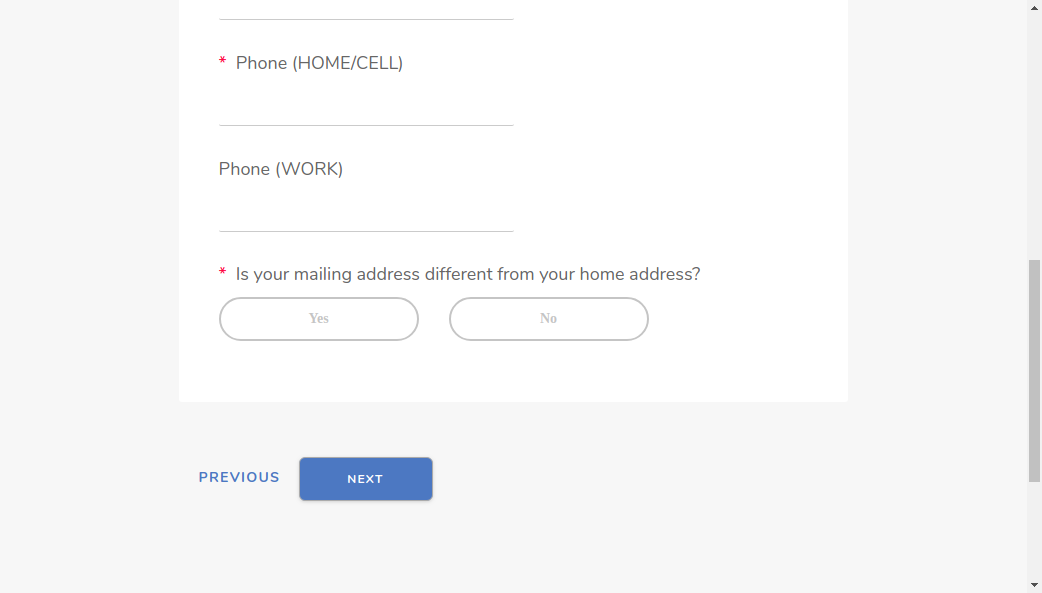 * Phone (HOME/CELL)
Phone (WORK)
* Is your mailing address different from your home address?
Yes No
PREVIOUS NEXT